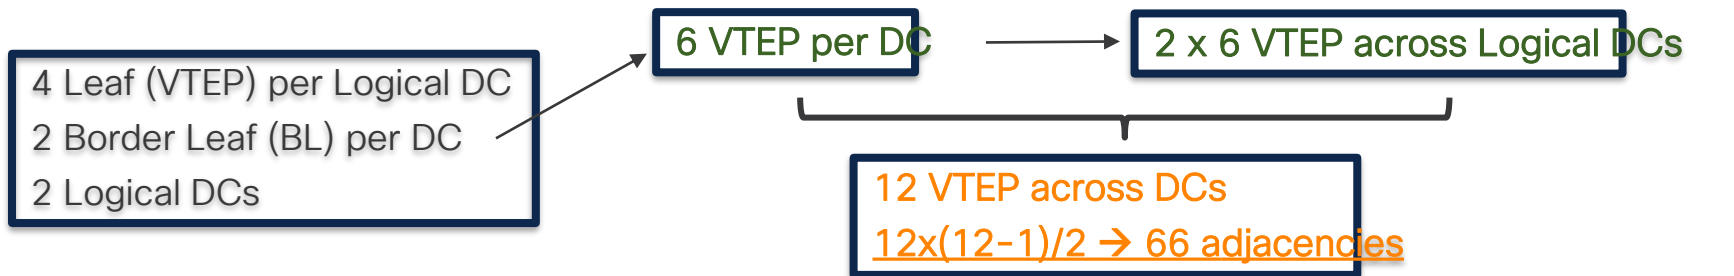 4 Leaf (VTEP) per Logical DC
2 Border Leaf (BL) per DC
2 Logical DCs
6 VTEP per DC
2 x 6 VTEP across Logical DCs
12 VTEP across DCs
12x(12-1)/2 → 66 adjacencies